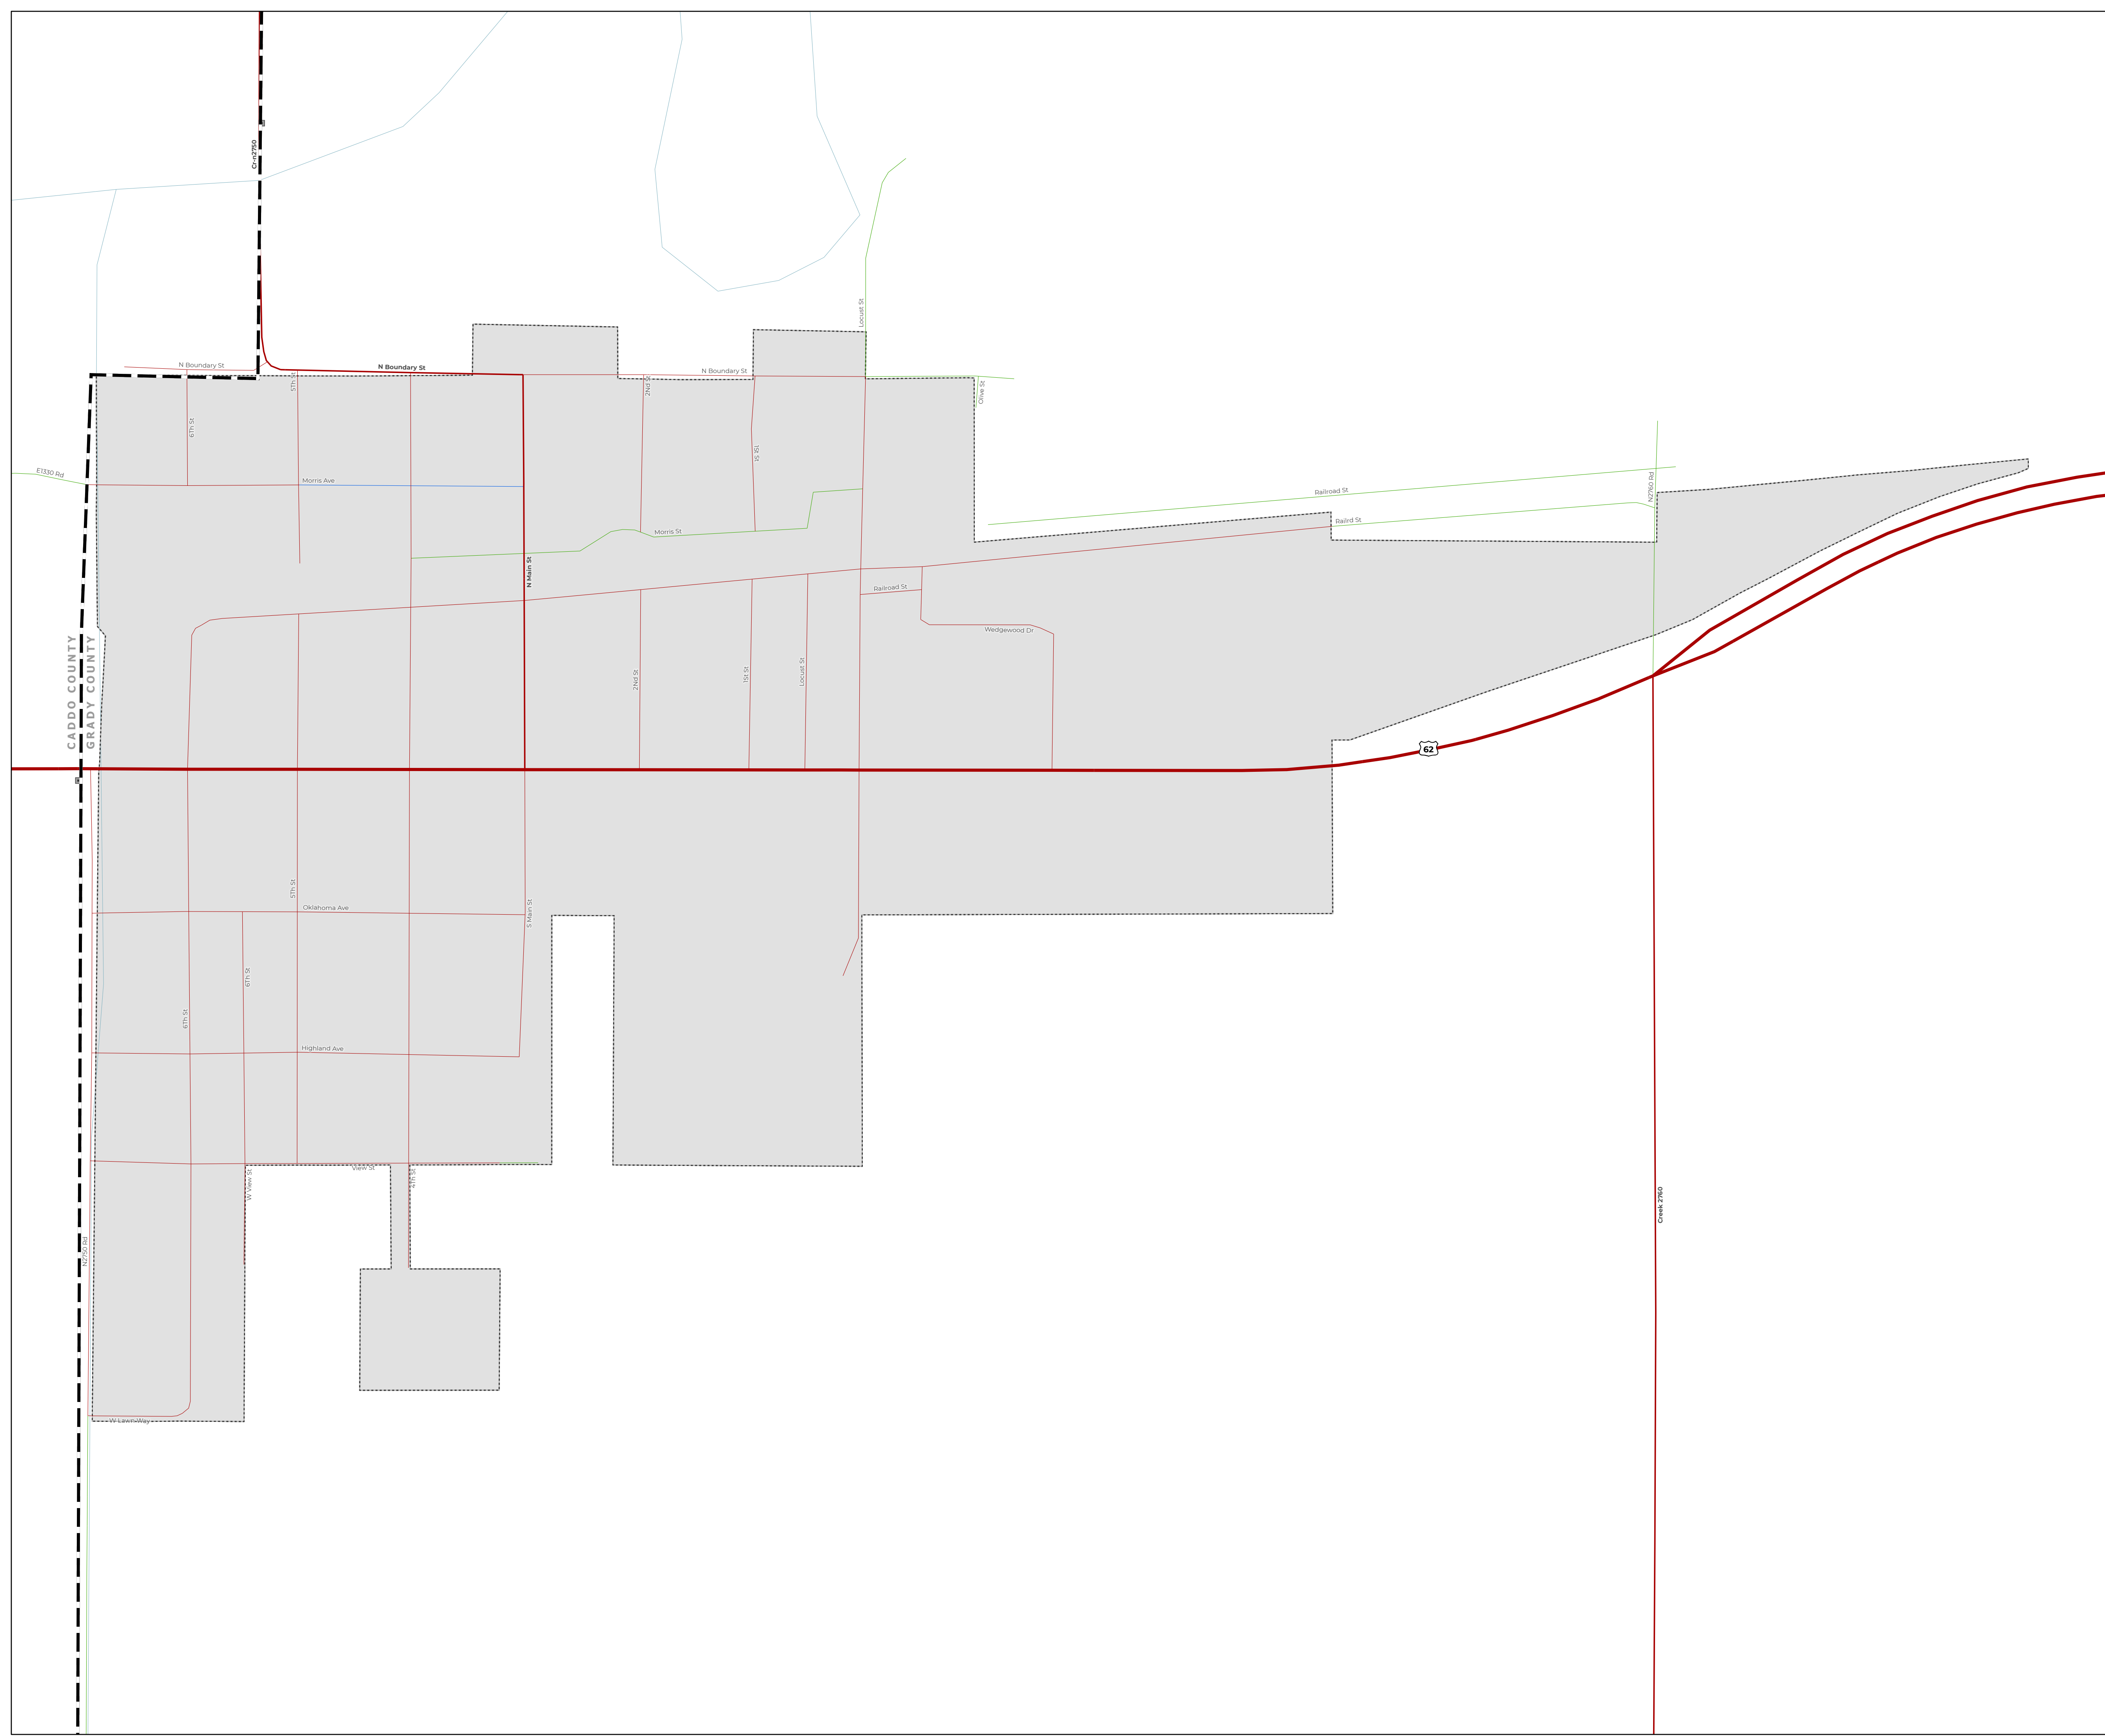 Cr-n2750
Locust St
N Boundary St
N Boundary St
N Boundary St
5Th St
2Nd St
Olive St
6Th St
1St St
E1330 Rd
Morris Ave
Railroad St
N2760 Rd
Railrd St
Morris St
N Main St
Railroad St
Wedgewood Dr
CADDO COUNTY
GRADY COUNTY
2Nd St
1St St
Locust St
62
5Th St
Oklahoma Ave
S Main St
6Th St
6Th St
Highland Ave
View St
W View St
4Th St
Creek 2760
N2750 Rd
W Lawn Way